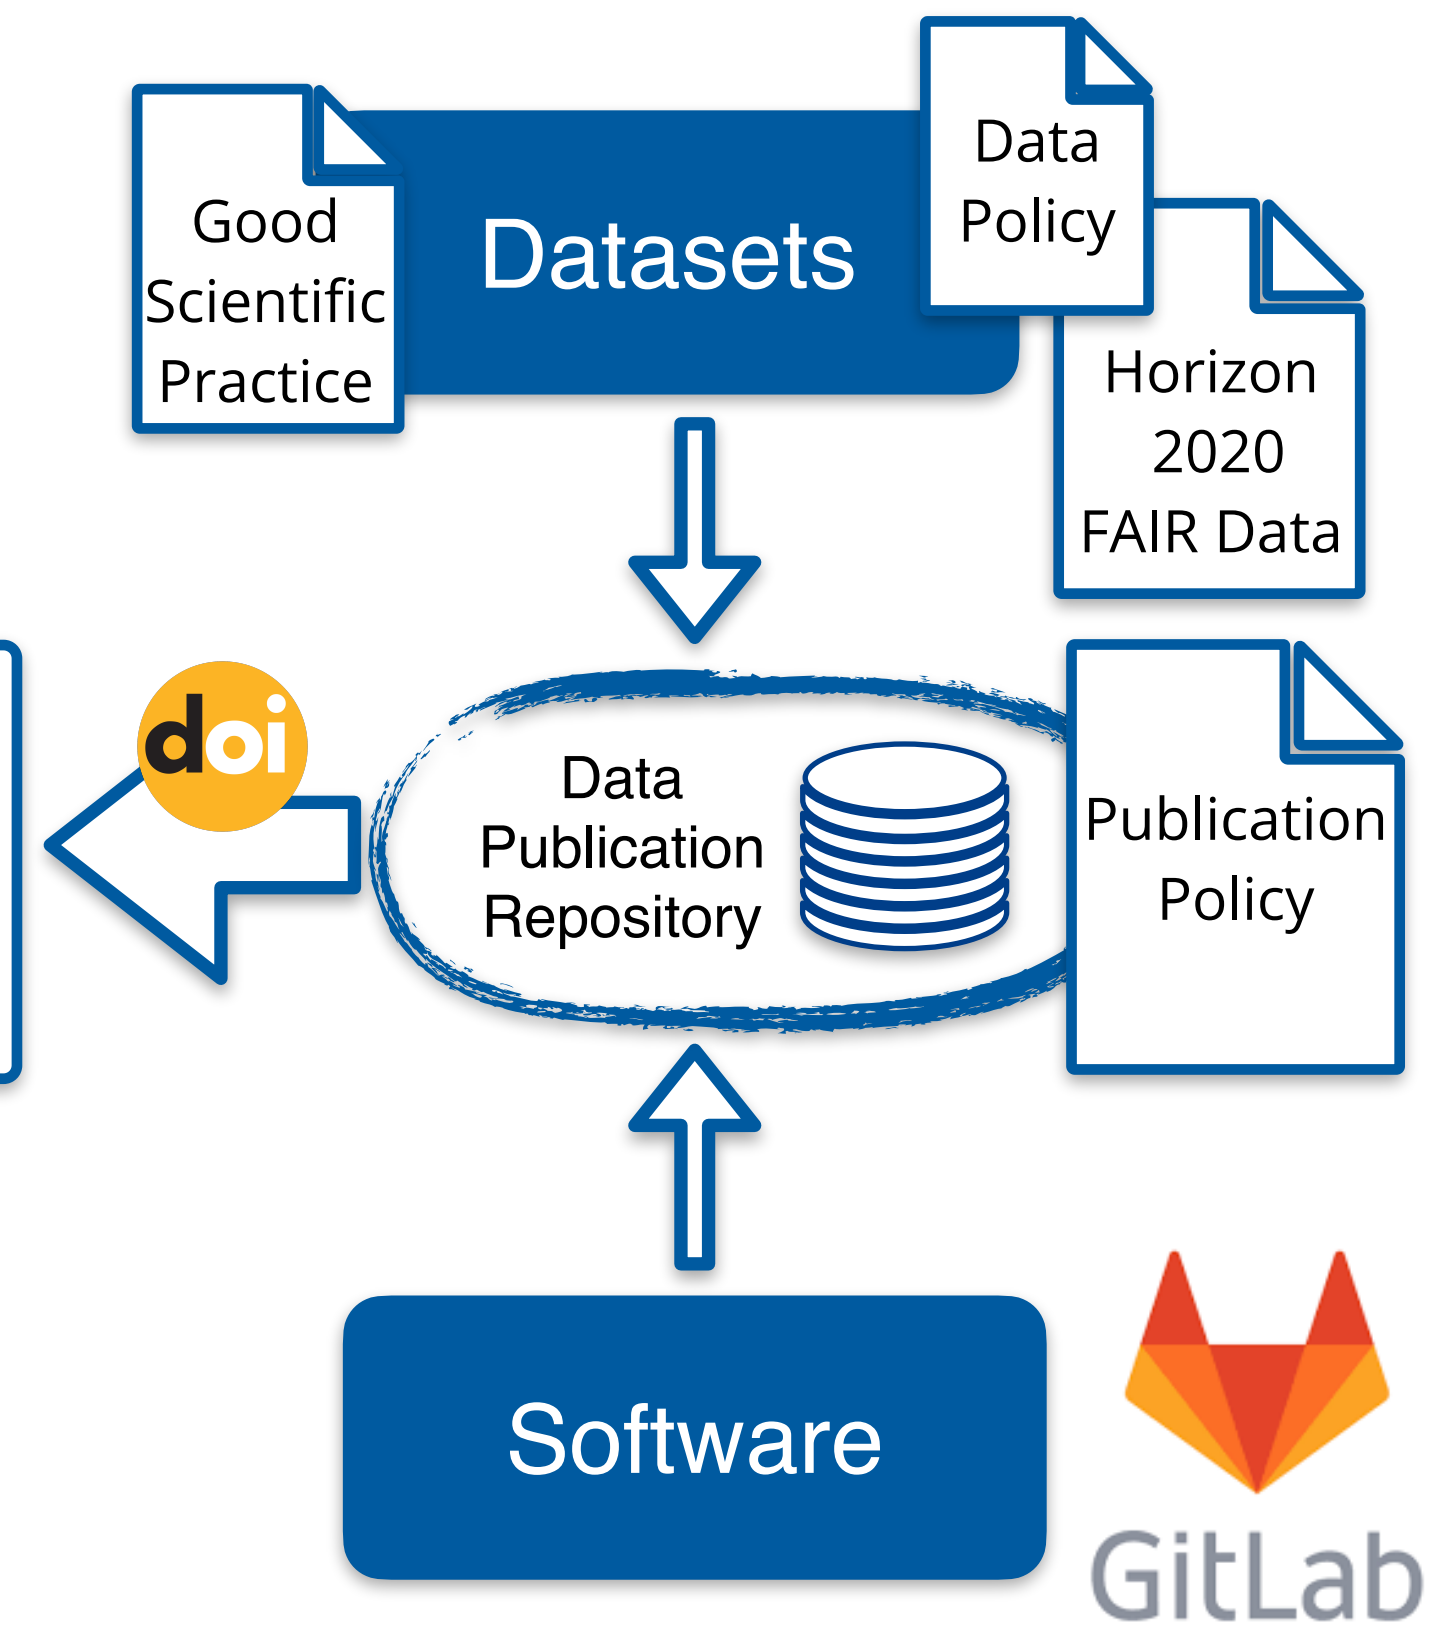 Data
Policy
Good
Scientific
Practice
Datasets
Horizon
2020
FAIR Data
doi
Data
Publication
Repository
Publication
Policy
Software
GitLab